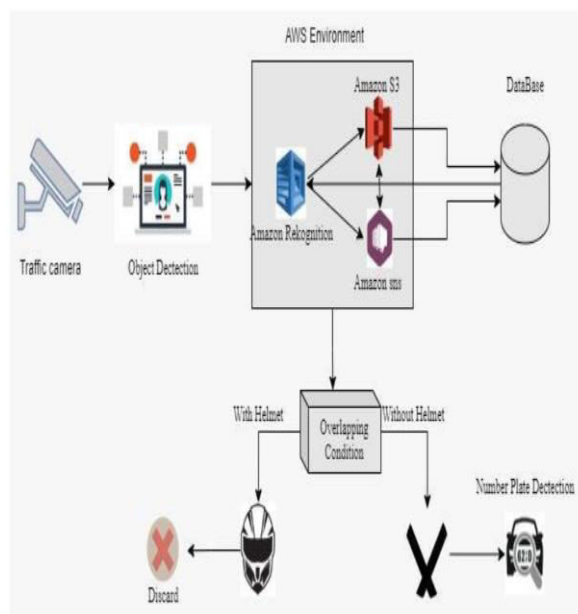 AWS Environment
Amazon S3
DataBase
Amazon Rekognition
Traffic camera
Object Dectection
Amazon sns
With Helmet
Without Helmet
Overlapping
Condition
Number Plate Dectection
Discard